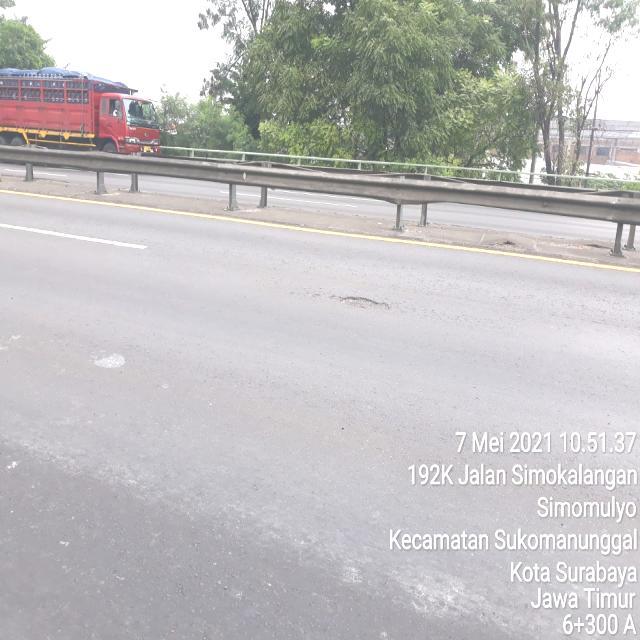 7 Mei 2021 10.51.37
192K Jalan Simokalangan
Simomulyo
Kecamatan Sukomanunggal
Kota Surabaya
Jawa Timur
6+300 A